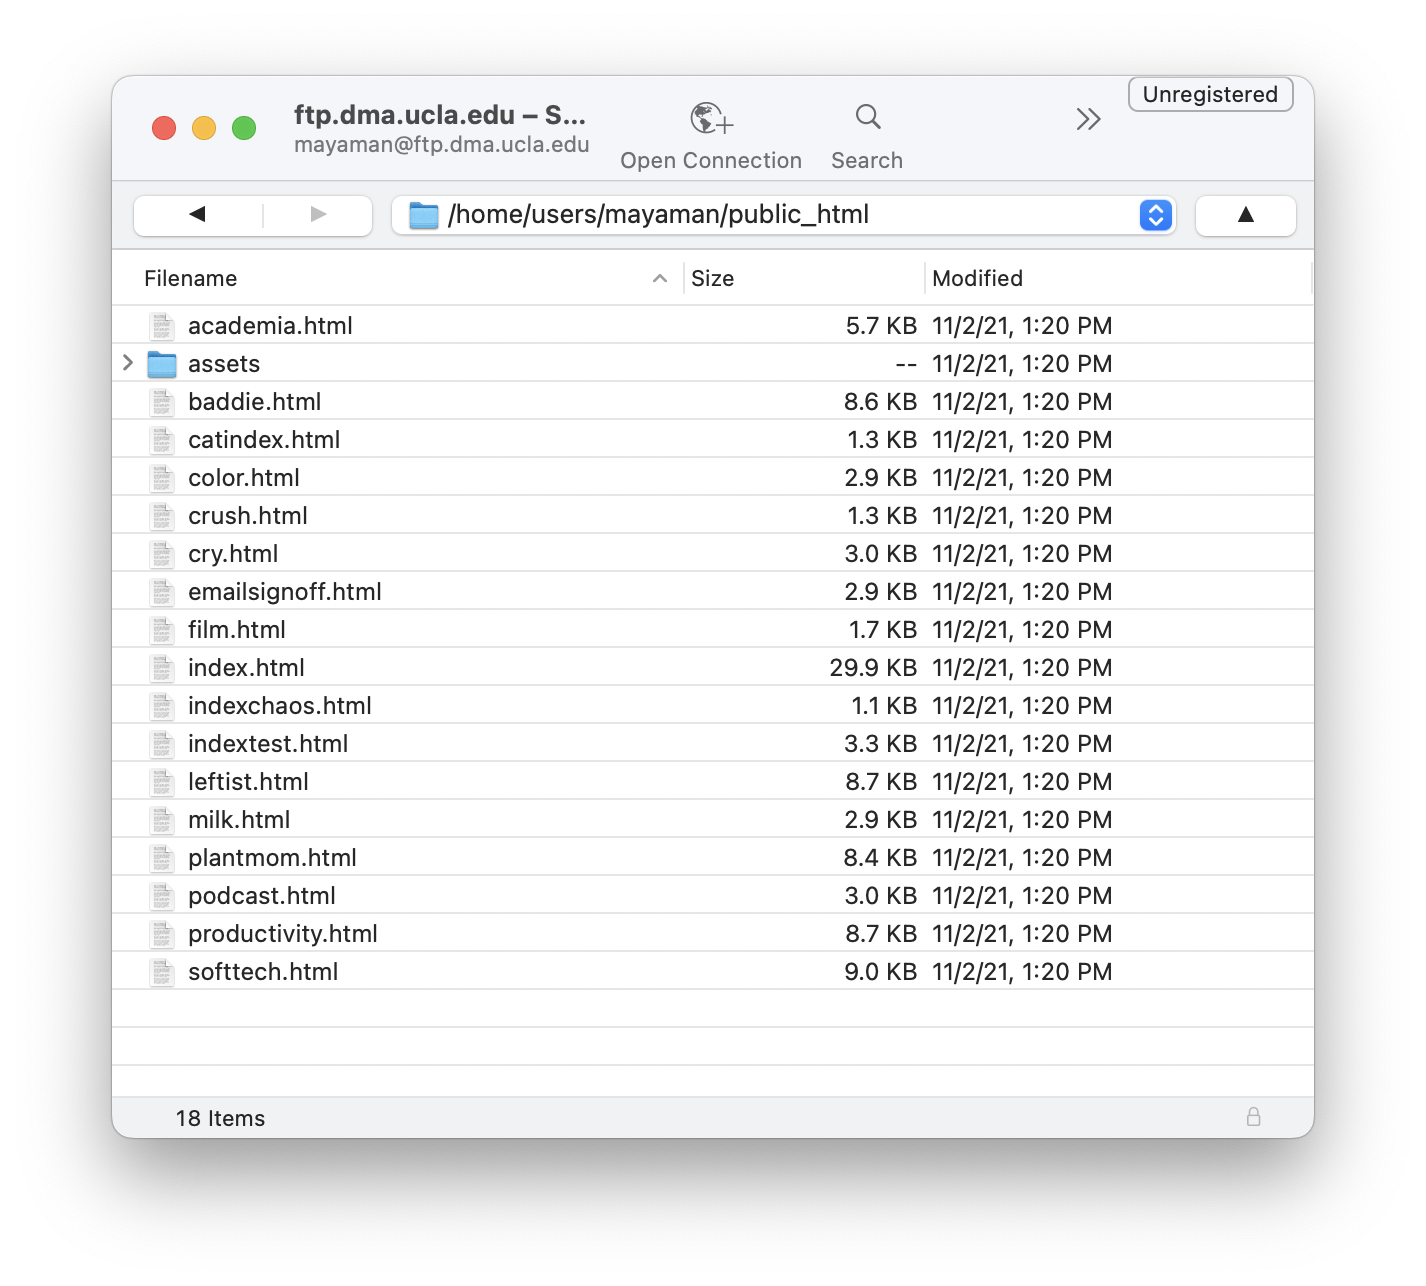 ftp.dma.ucla.edu – S...
mayaman@ftp.dma.ucla.edu
Open Connection
Search
Unregistered
/home/users/mayaman/public_html
Filename Size Modified
academia.html 5.7 KB 11/2/21, 1:20 PM
assets -- 11/2/21, 1:20 PM
baddie.html 8.6 KB 11/2/21, 1:20 PM
catindex.html 1.3 KB 11/2/21, 1:20 PM
color.html 2.9 KB 11/2/21, 1:20 PM
crush.html 1.3 KB 11/2/21, 1:20 PM
cry.html 3.0 KB 11/2/21, 1:20 PM
emailsignoff.html 2.9 KB 11/2/21, 1:20 PM
film.html 1.7 KB 11/2/21, 1:20 PM
index.html 29.9 KB 11/2/21, 1:20 PM
indexchaos.html 1.1 KB 11/2/21, 1:20 PM
indextest.html 3.3 KB 11/2/21, 1:20 PM
leftist.html 8.7 KB 11/2/21, 1:20 PM
milk.html 2.9 KB 11/2/21, 1:20 PM
plantmom.html 8.4 KB 11/2/21, 1:20 PM
podcast.html 3.0 KB 11/2/21, 1:20 PM
productivity.html 8.7 KB 11/2/21, 1:20 PM
softtech.html 9.0 KB 11/2/21, 1:20 PM
18 Items